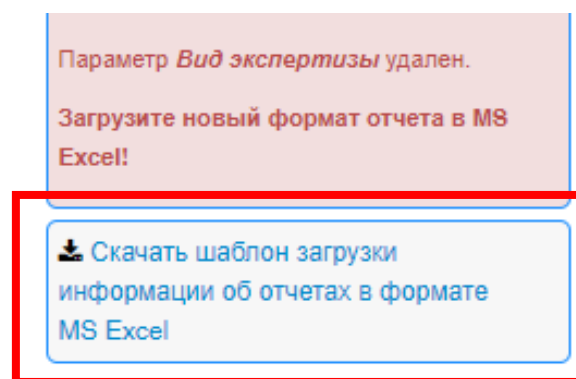 Параметр Вид экспертизы удален.
Загрузите новый формат отчета в MS
Excel!
Скачать шаблон загрузки
информации об отчетах в формате
MS Excel